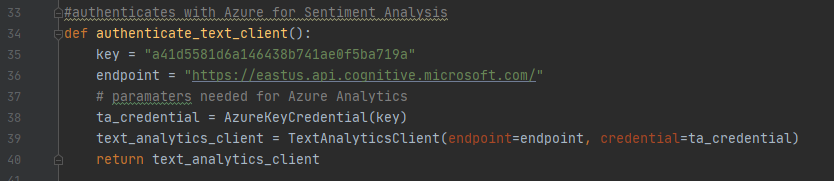 33 #authenticates with Azure for Sentiment Analysis
34 def authenticate_text_client():
35 key = "a41d5581d6a146438b741ae0f5ba719a"
36 endpoint = "https://eastus.api.cognitive.microsoft.com/"
37 # paramaters needed for Azure Analytics
38 ta_credential = AzureKeyCredential(key)
39 text_analytics_client = TextAnalyticsClient(endpoint=endpoint, credential=ta_credential)
40 return text_analytics_client
41